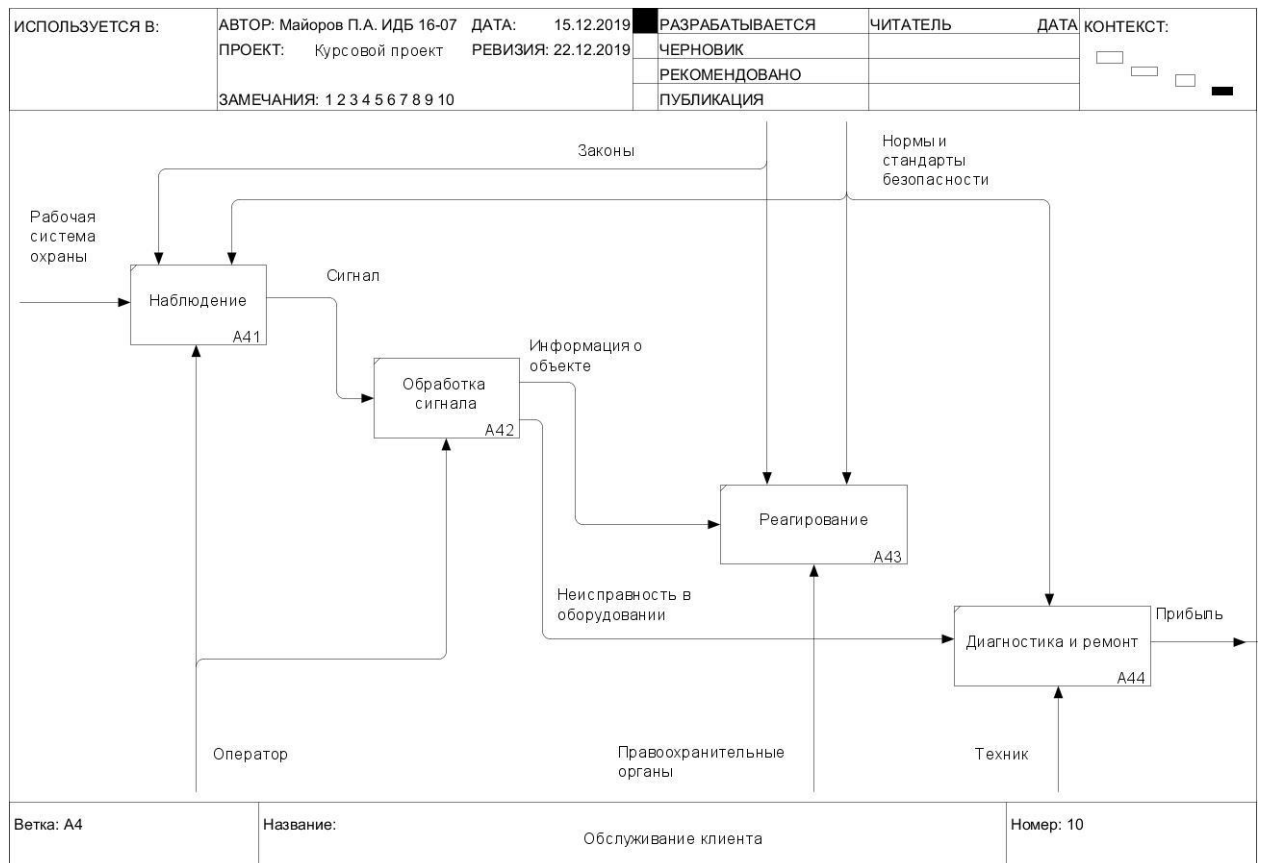 ИСПОЛЬЗУЕТСЯ В:
АВТОР: Майоров П.А. ИДБ 16-07
ДАТА: 15.12.2019
ПРОЕКТ: Курсовой проект
РЕВИЗИЯ: 22.12.2019
ЗАМЕЧАНИЯ: 1 2 3 4 5 6 7 8 9 10
РАЗРАБАТЫВАЕТСЯ
ЧЕРНОВИК
РЕКОМЕНДОВАНО
ПУБЛИКАЦИЯ
ЧИТАТЕЛЬ
ДАТА
КОНТЕКСТ:
Законы
Нормы и
стандарты
безопасности
Рабочая
система
охраны
Наблюдение
A41
Сигнал
Обработка
сигнала
A42
Информация о
объекте
Реагирование
A43
Неисправность в
оборудовании
Диагностика и ремонт
A44
Прибыль
Оператор
Правоохранительные
органы
Техник
Ветка: A4
Название:
Обслуживание клиента
Номер: 10